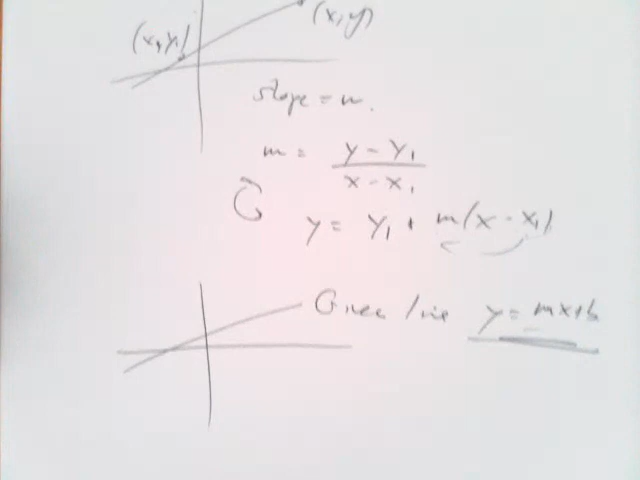 (x,y)
(x₁,y₁)
slope = m.
m = y - y₁ / x - x₁
y = y₁ + m(x - x₁)
Given line y = mx+b